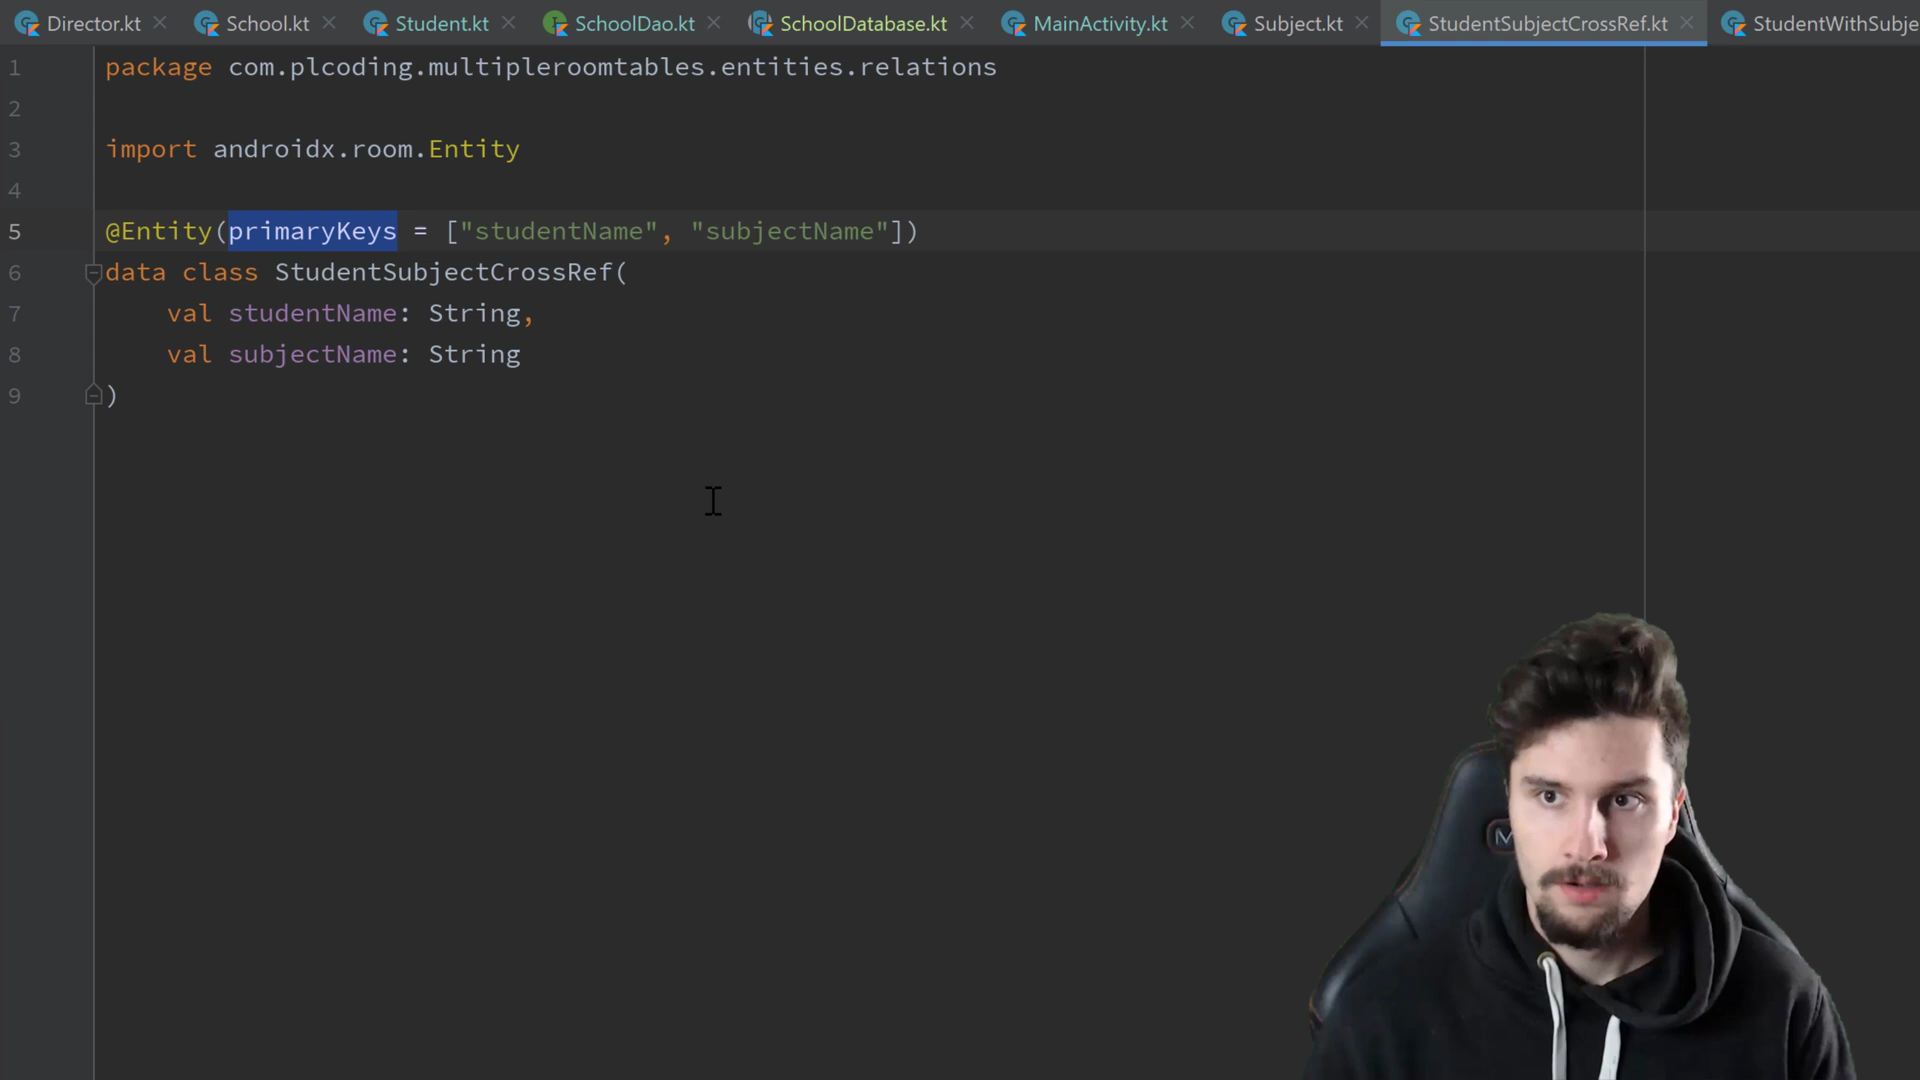 Director.kt School.kt Student.kt SchoolDao.kt SchoolDatabase.kt MainActivity.kt Subject.kt StudentSubjectCrossRef.kt StudentWithSubje
1 package com.plcoding.multipleroomtables.entities.relations
2
3 import androidx.room.Entity
4
5 @Entity(primaryKeys = ["studentName", "subjectName"])
6 data class StudentSubjectCrossRef(
7 val studentName: String,
8 val subjectName: String
9 )